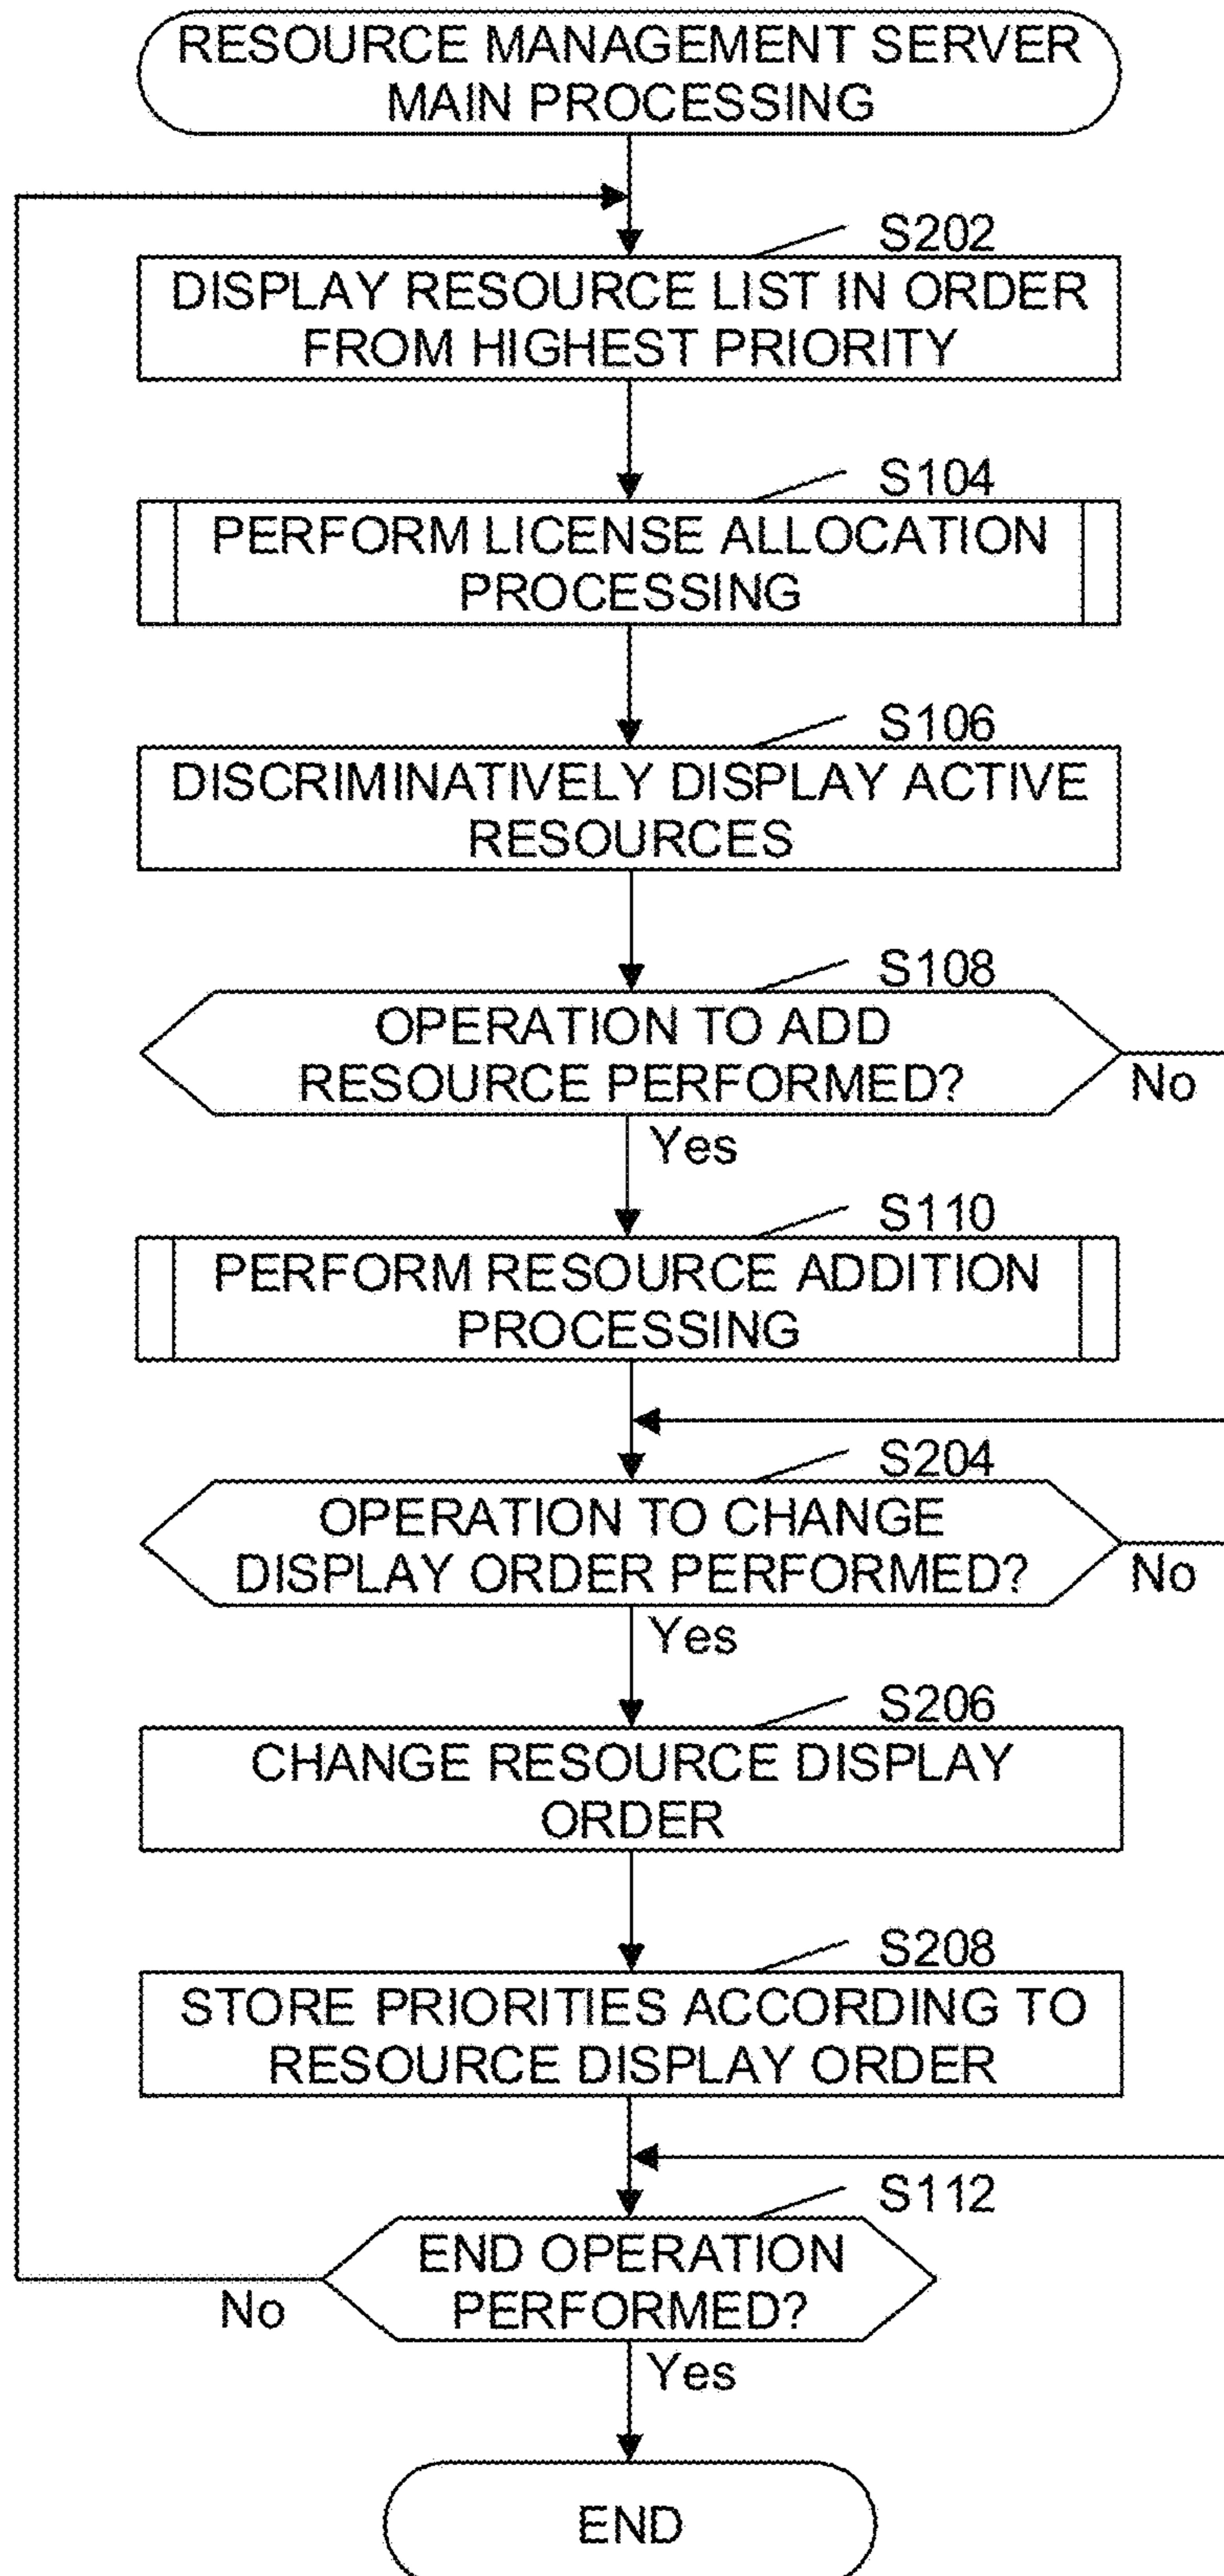 RESOURCE MANAGEMENT SERVER
MAIN PROCESSING
S202
DISPLAY RESOURCE LIST IN ORDER
FROM HIGHEST PRIORITY
S104
PERFORM LICENSE ALLOCATION
PROCESSING
S106
DISCRIMINATIVELY DISPLAY ACTIVE
RESOURCES
S108
OPERATION TO ADD
RESOURCE PERFORMED?
No
Yes
S110
PERFORM RESOURCE ADDITION
PROCESSING
S204
OPERATION TO CHANGE
DISPLAY ORDER PERFORMED?
No
Yes
S206
CHANGE RESOURCE DISPLAY
ORDER
S208
STORE PRIORITIES ACCORDING TO
RESOURCE DISPLAY ORDER
S112
END OPERATION
PERFORMED?
No
Yes
END